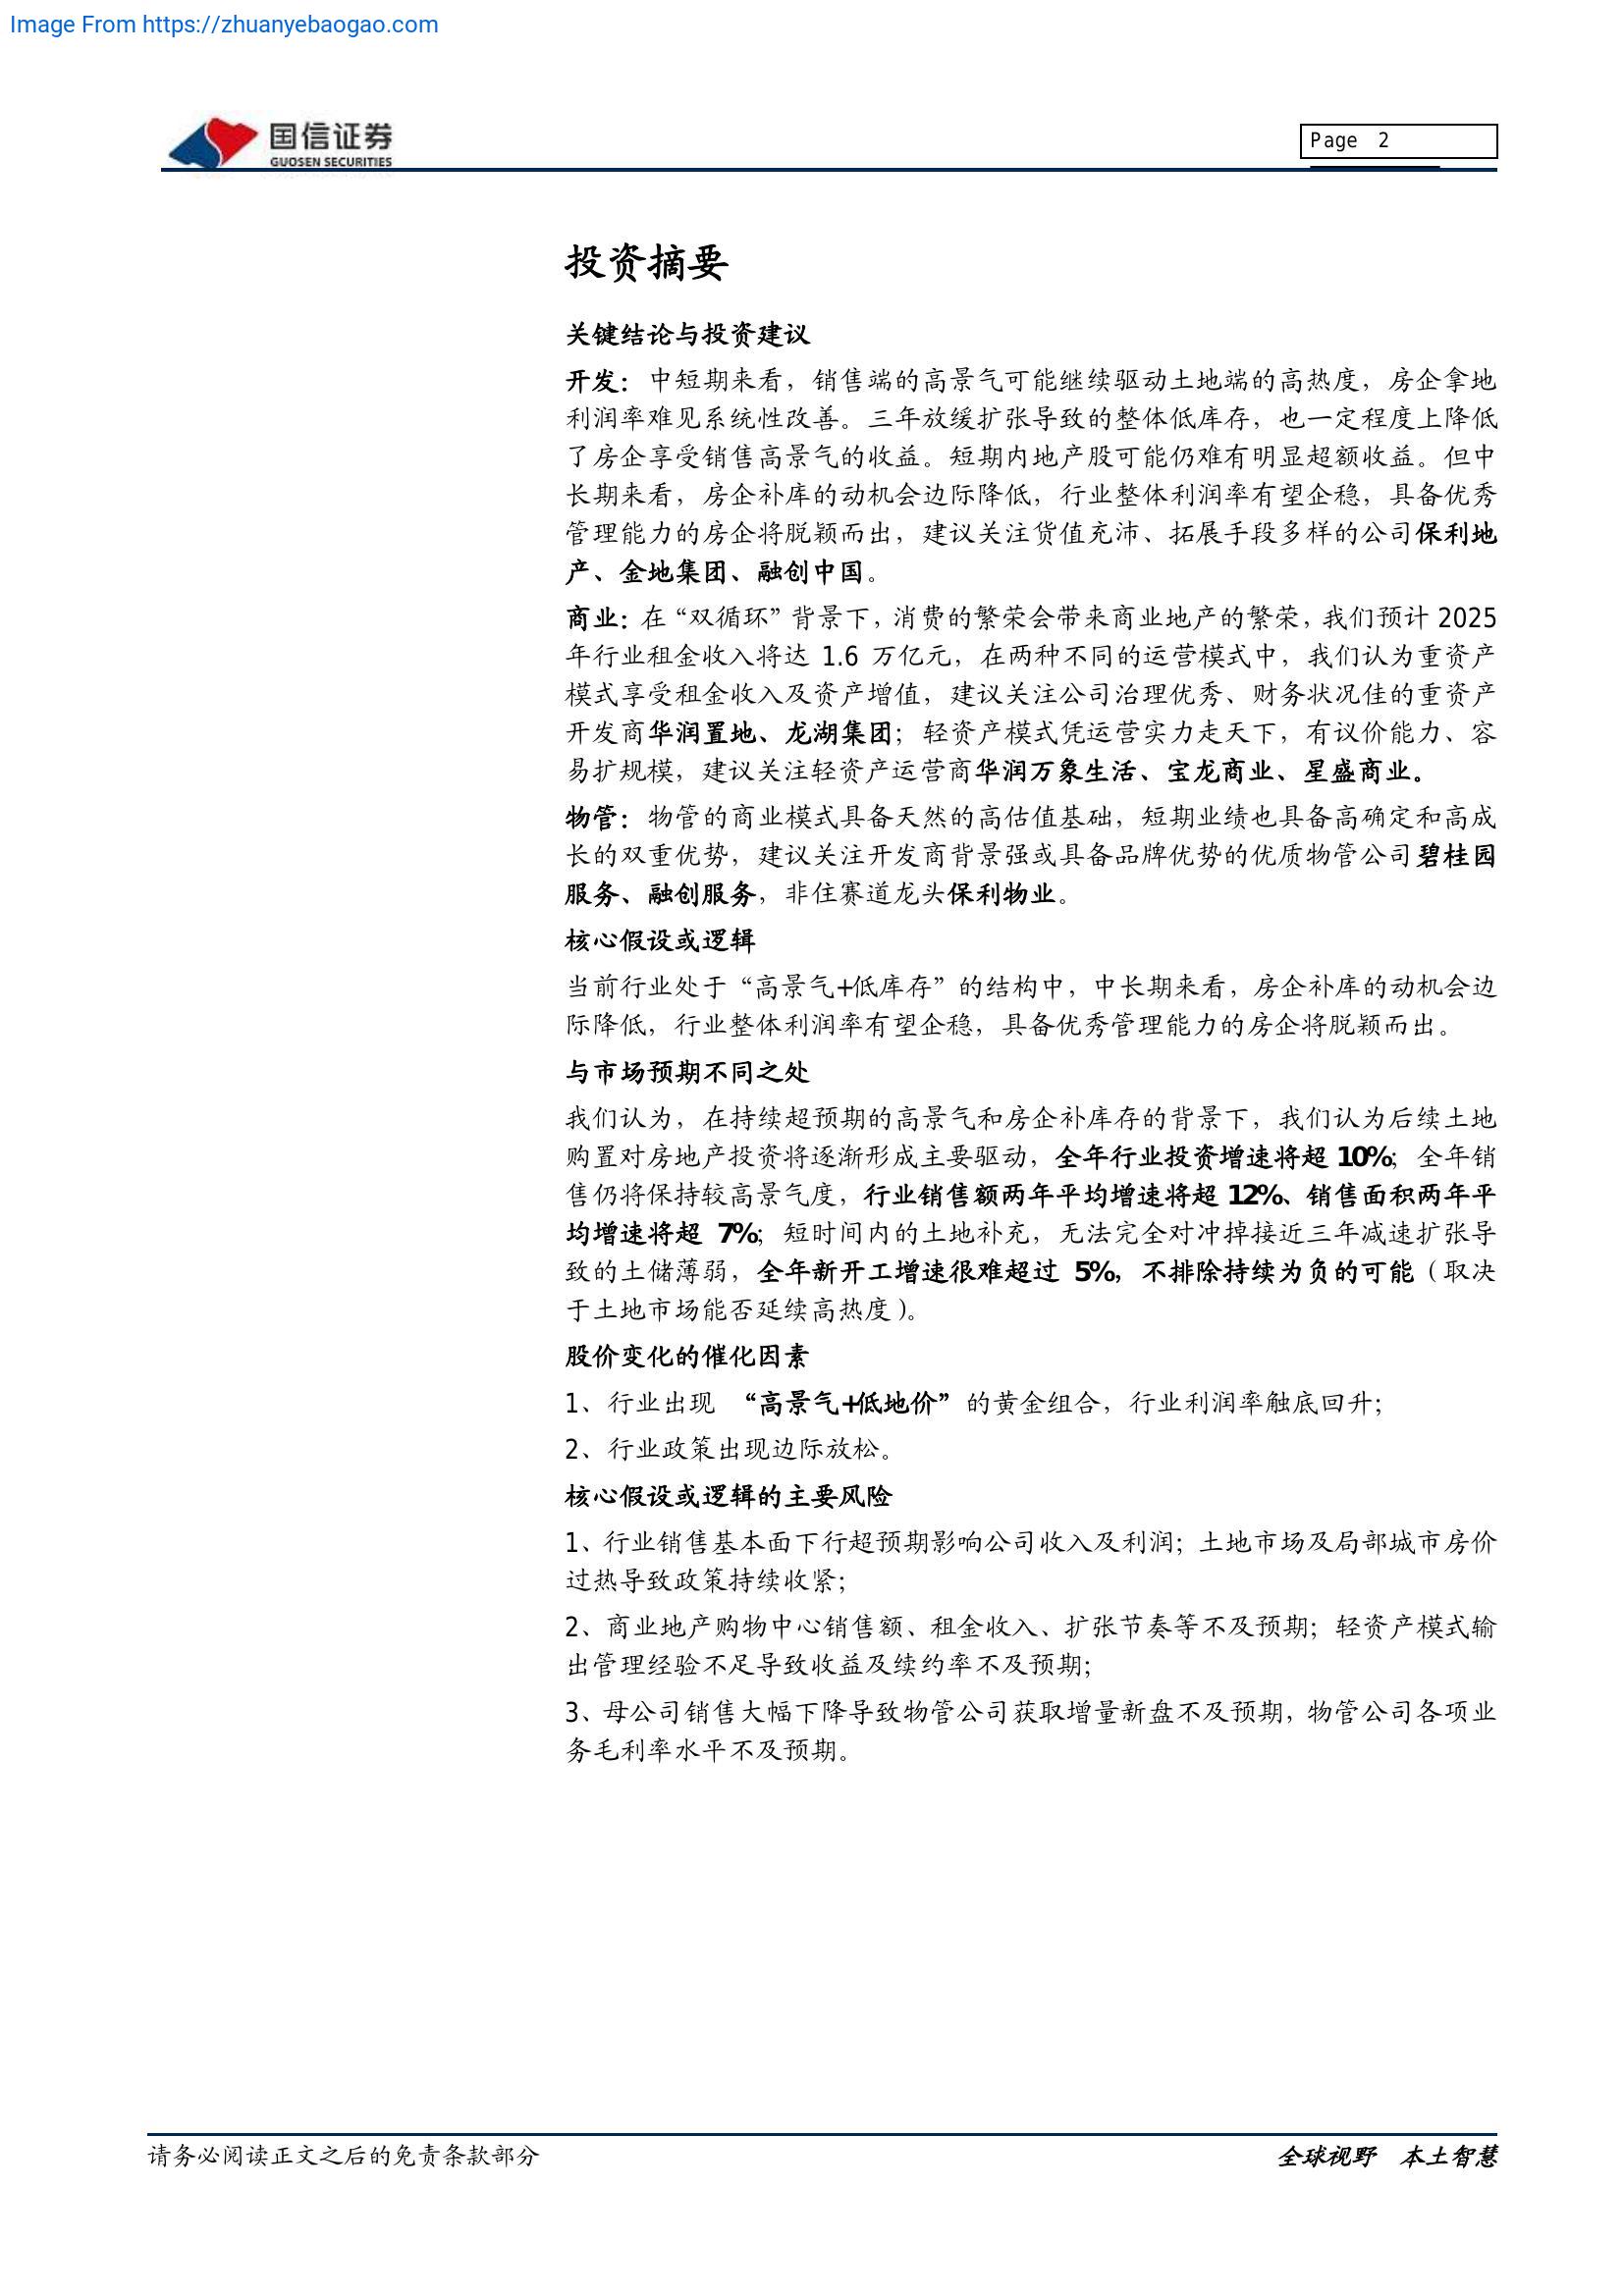 Image From https://zhuanyebaogao.com
国信证券
GUOSEN SECURITIES
Page 2
投资摘要
关键结论与投资建议
开发：中短期来看，销售端的高景气可能继续驱动土地端的高热度，房企拿地
利润率难见系统性改善。三年放缓扩张导致的整体低库存，也一定程度上降低
了房企享受销售高景气的收益。短期内地产股可能仍难有明显超额收益。但中
长期来看，房企补库的动机会边际降低，行业整体利润率有望企稳，具备优秀
管理能力的房企将脱颖而出，建议关注货值充沛、拓展手段多样的公司保利地
产、金地集团、融创中国。
商业：在“双循环”背景下，消费的繁荣会带来商业地产的繁荣，我们预计 2025
年行业租金收入将达 1.6 万亿元，在两种不同的运营模式中，我们认为重资产
模式享受租金收入及资产增值，建议关注公司治理优秀、财务状况佳的重资产
开发商华润置地、龙湖集团；轻资产模式凭运营实力走天下，有议价能力、容
易扩规模，建议关注轻资产运营商华润万象生活、宝龙商业、星盛商业。
物管：物管的商业模式具备天然的高估值基础，短期业绩也具备高确定和高成
长的双重优势，建议关注开发商背景强或具备品牌优势的优质物管公司碧桂园
服务、融创服务，非住赛道龙头保利物业。
核心假设或逻辑
当前行业处于“高景气+低库存”的结构中，中长期来看，房企补库的动机会边
际降低，行业整体利润率有望企稳，具备优秀管理能力的房企将脱颖而出。
与市场预期不同之处
我们认为，在持续超预期的高景气和房企补库存的背景下，我们认为后续土地
购置对房地产投资将逐渐形成主要驱动，全年行业投资增速将超 10%；全年销
售仍将保持较高景气度，行业销售额两年平均增速将超 12%、销售面积两年平
均增速将超 7%；短时间内的土地补充，无法完全对冲掉接近三年减速扩张导
致的土储薄弱，全年新开工增速很难超过 5%，不排除持续为负的可能（取决
于土地市场能否延续高热度）。
股价变化的催化因素
1、行业出现 “高景气+低地价”的黄金组合，行业利润率触底回升；
2、行业政策出现边际放松。
核心假设或逻辑的主要风险
1、行业销售基本面下行超预期影响公司收入及利润；土地市场及局部城市房价
过热导致政策持续收紧；
2、商业地产购物中心销售额、租金收入、扩张节奏等不及预期；轻资产模式输
出管理经验不足导致收益及续约率不及预期；
3、母公司销售大幅下降导致物管公司获取增量新盘不及预期，物管公司各项业
务毛利率水平不及预期。
请务必阅读正文之后的免责条款部分
全球视野 本土智慧